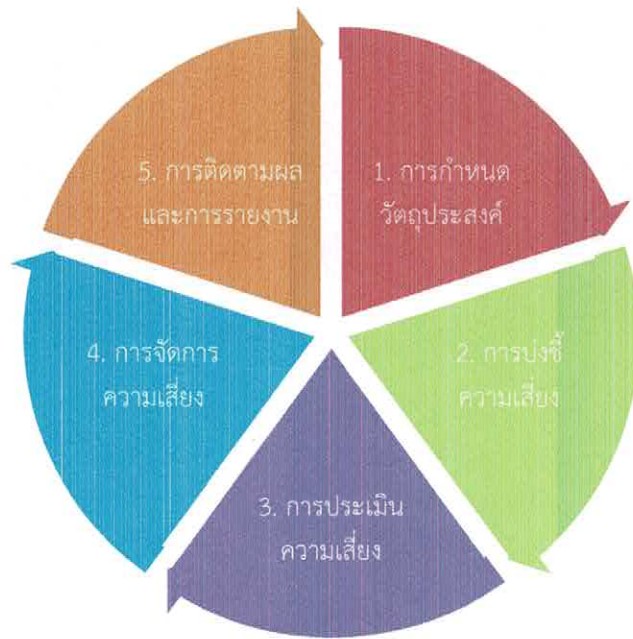 1. การกำหนด
วัตถุประสงค์
2. การบ่งชี้
ความเสี่ยง
3. การประเมิน
ความเสี่ยง
4. การจัดการ
ความเสี่ยง
5. การติดตามผล
และการรายงาน